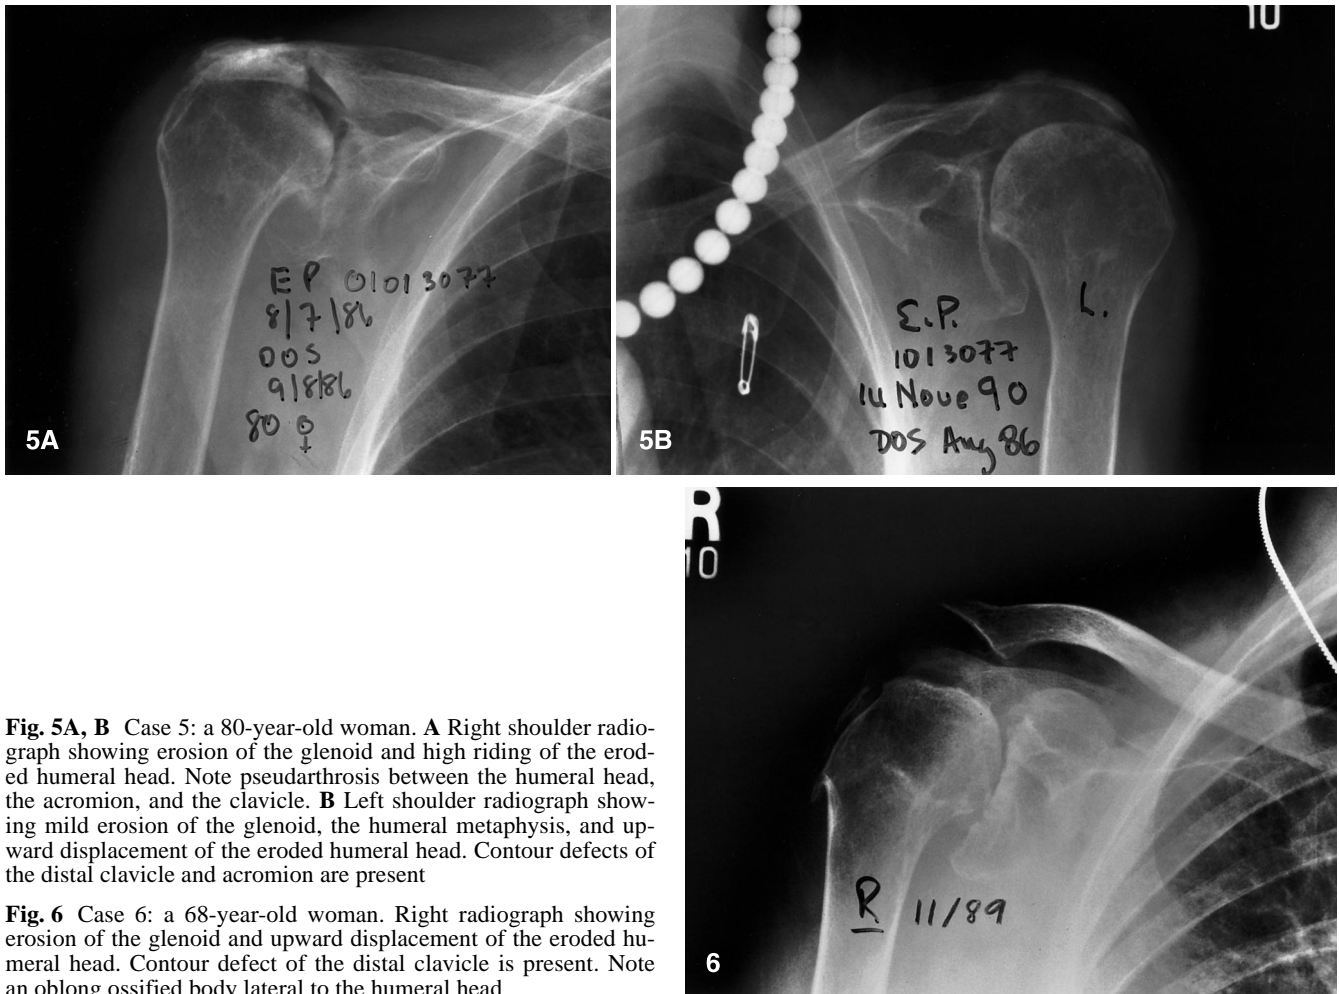 EP 01013077
8/7/86
DOS
9/8/86
80 ♀
5A
10
E.P.
1013077
L.
14 Nove 90
DOS Aug 86
5B
R
10
R 11/89
6
Fig. 5A, B Case 5: a 80-year-old woman. A Right shoulder radio-
graph showing erosion of the glenoid and high riding of the erod-
ed humeral head. Note pseudarthrosis between the humeral head,
the acromion, and the clavicle. B Left shoulder radiograph show-
ing mild erosion of the glenoid, the humeral metaphysis, and up-
ward displacement of the eroded humeral head. Contour defects of
the distal clavicle and acromion are present
Fig. 6 Case 6: a 68-year-old woman. Right radiograph showing
erosion of the glenoid and upward displacement of the eroded hu-
meral head. Contour defect of the distal clavicle is present. Note
an oblong ossified body lateral to the humeral head